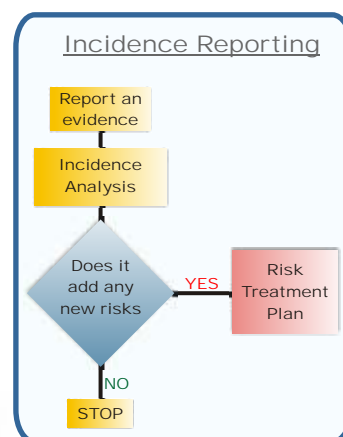 Incidence Reporting
Report an
evidence
Incidence
Analysis
Does it
add any
new risks
YES
Risk
Treatment
Plan
NO
STOP